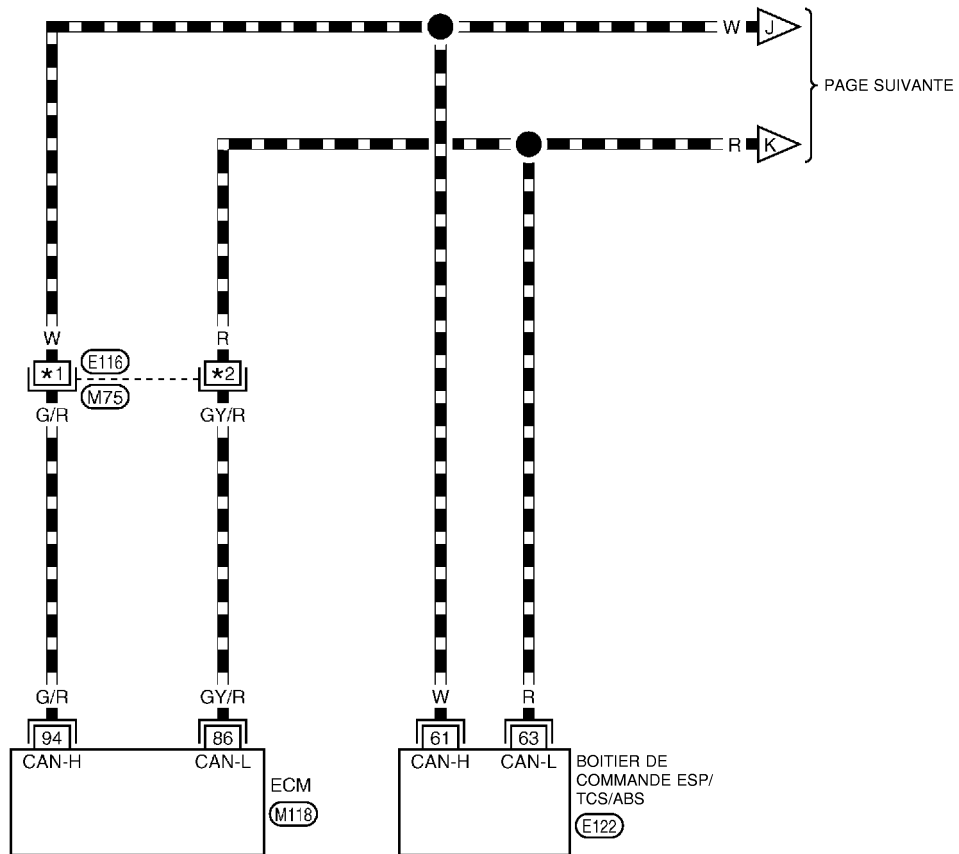 W J
PAGE SUIVANTE
R K
W R
*1 E116 *2
M75
G/R GY/R
G/R GY/R W R
94 86 61 63
CAN-H CAN-L CAN-H CAN-L
ECM
M118
BOITIER DE
COMMANDE ESP/
TCS/ABS
E122